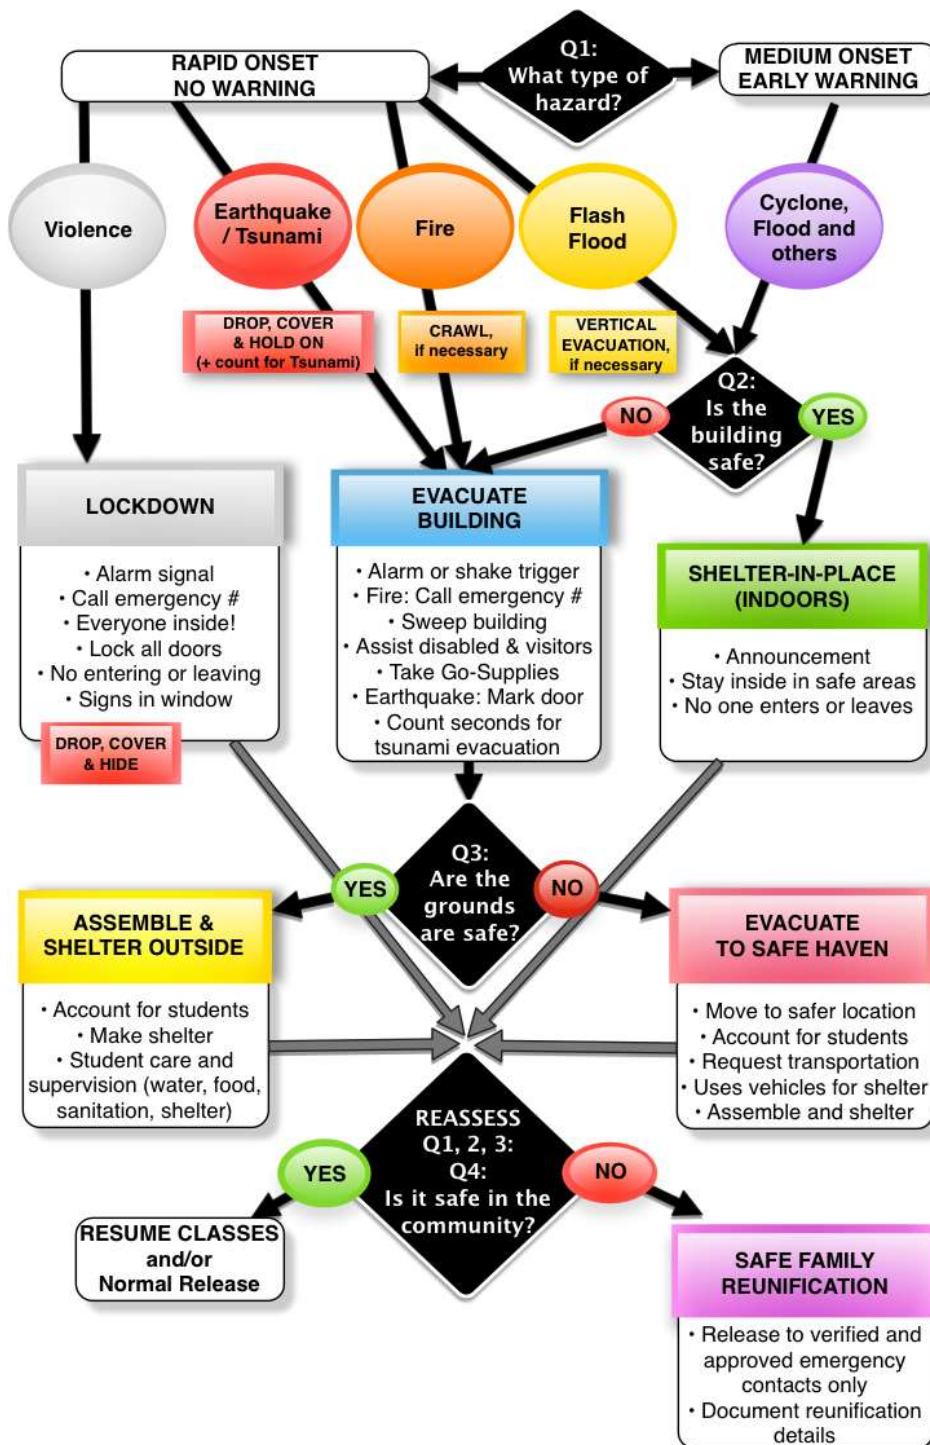 Q1:
What type of
hazard?
RAPID ONSET
NO WARNING
MEDIUM ONSET
EARLY WARNING
Violence
Earthquake
/ Tsunami
Fire
Flash
Flood
Cyclone,
Flood and
others
DROP, COVER
& HOLD ON
(+ count for Tsunami)
CRAWL,
if necessary
VERTICAL
EVACUATION,
if necessary
Q2:
Is the
building
safe?
NO
YES
LOCKDOWN
• Alarm signal
• Call emergency #
• Everyone inside!
• Lock all doors
• No entering or leaving
• Signs in window
DROP, COVER
& HIDE
EVACUATE
BUILDING
• Alarm or shake trigger
• Fire: Call emergency #
• Sweep building
• Assist disabled & visitors
• Take Go-Supplies
• Earthquake: Mark door
• Count seconds for
tsunami evacuation
SHELTER-IN-PLACE
(INDOORS)
• Announcement
• Stay inside in safe areas
• No one enters or leaves
Q3:
Are the
grounds
are safe?
YES
NO
ASSEMBLE &
SHELTER OUTSIDE
• Account for students
• Make shelter
• Student care and
supervision (water, food,
sanitation, shelter)
EVACUATE
TO SAFE HAVEN
• Move to safer location
• Account for students
• Request transportation
• Uses vehicles for shelter
• Assemble and shelter
REASSESS
Q1, 2, 3:
Q4:
Is it safe in the
community?
YES
NO
RESUME CLASSES
and/or
Normal Release
SAFE FAMILY
REUNIFICATION
• Release to verified and
approved emergency
contacts only
• Document reunification
details